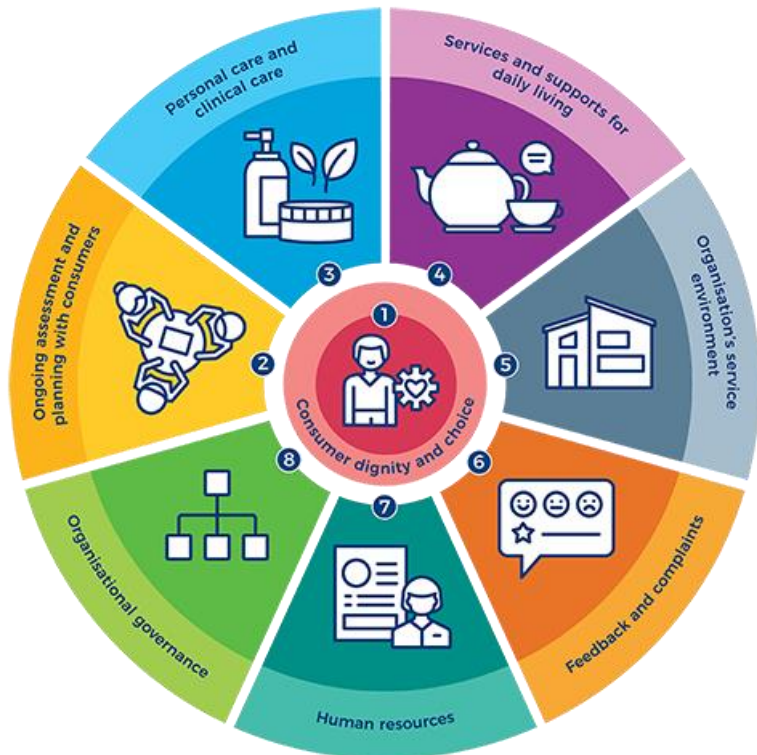 1
Consumer dignity and choice
2
Ongoing assessment and
planning with consumers
3
Personal care and
clinical care
4
Services and supports for
daily living
5
Organisation's service
environment
6
Feedback and complaints
7
Human resources
8
Organisational governance